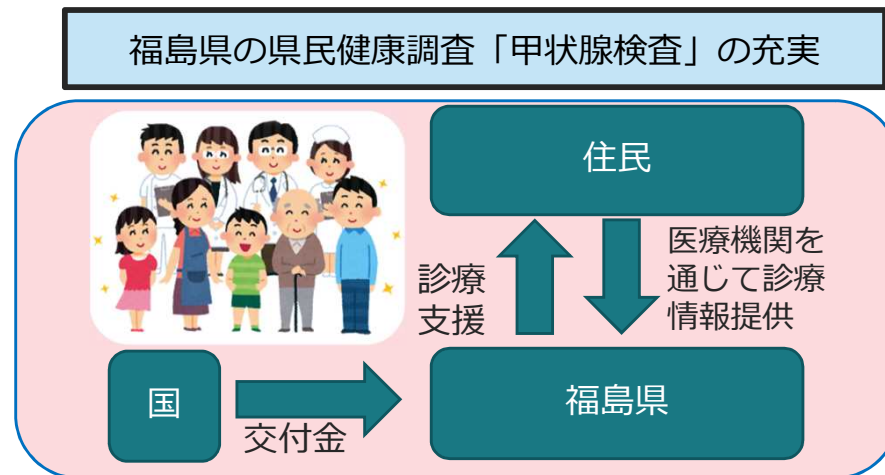 福島県の県民健康調査「甲状腺検査」の充実
住民
診療
支援
医療機関を
通じて診療
情報提供
国
交付金
福島県